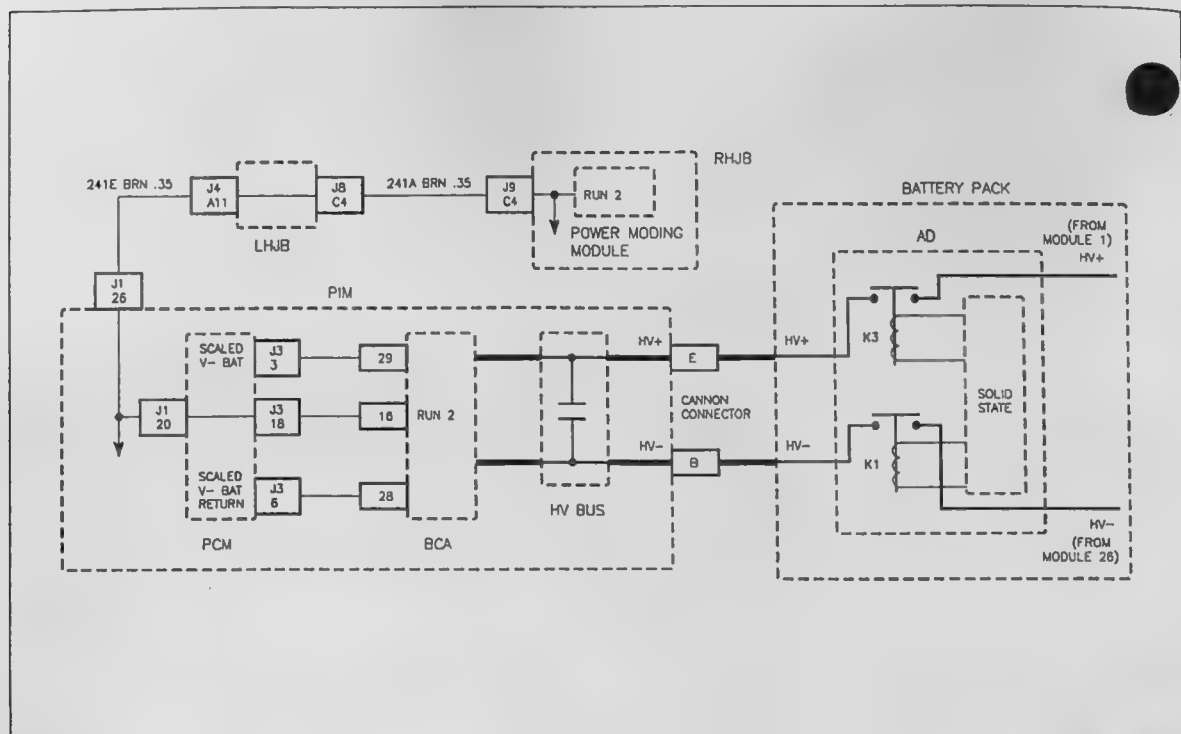 RHJB
241E BRN .35
J4
A11
J8
C4
241A BRN .35
J9
C4
RUN 2
LHJB
POWER MODING
MODULE
BATTERY PACK
(FROM
MODULE 1)
HV+
AD
J1
26
PIM
SCALED
V- BAT
J3
3
29
HV+
E
HV+
K3
SOLID
STATE
J1
20
J3
18
16
RUN 2
CANNON
CONNECTOR
HV-
B
HV-
K1
SCALED
V- BAT
RETURN
J3
6
28
HV BUS
PCM
BCA
HV-
(FROM
MODULE 26)